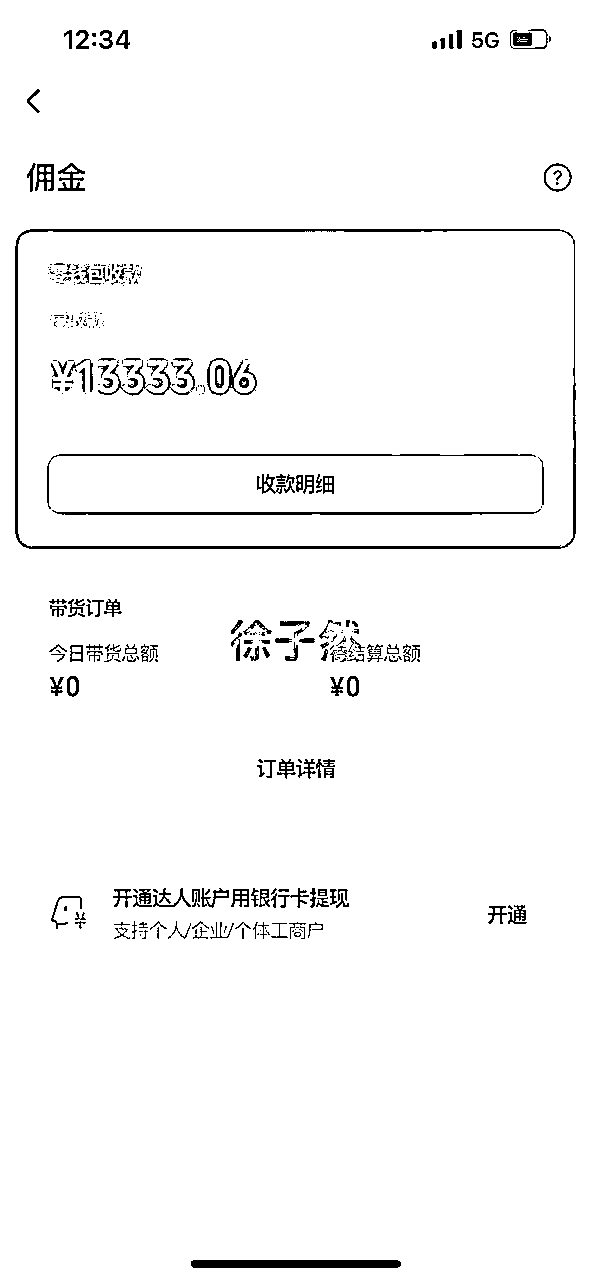 12:34 5G
佣金
?
零钱包收款
¥13333.06
收款明细
带货订单
徐子然
今日带货总额 待结算总额
¥0 ¥0
订单详情
开通达人账户用银行卡提现
支持个人/企业/个体工商户
开通